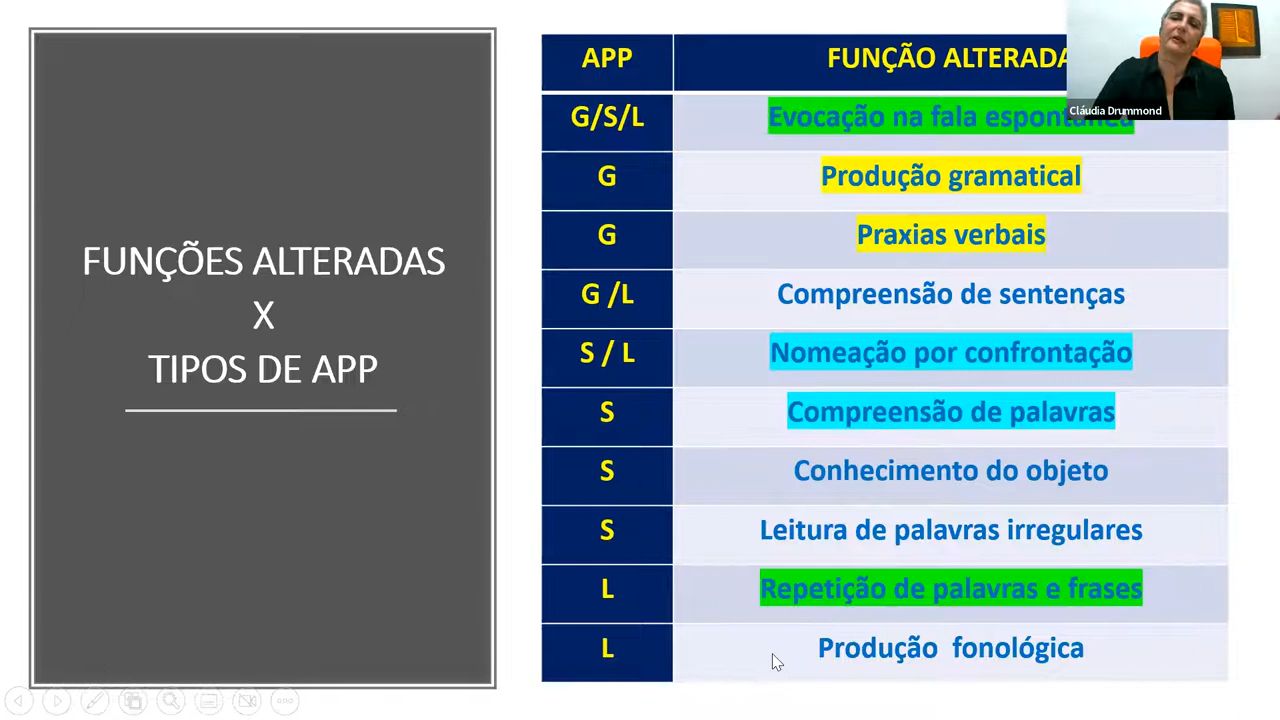 FUNÇÕES ALTERADAS
X
TIPOS DE APP
APP FUNÇÃO ALTERADA
G/S/L Evocação na fala espontânea
G Produção gramatical
G Praxias verbais
G /L Compreensão de sentenças
S / L Nomeação por confrontação
S Compreensão de palavras
S Conhecimento do objeto
S Leitura de palavras irregulares
L Repetição de palavras e frases
L Produção fonológica
Cláudia Drummond